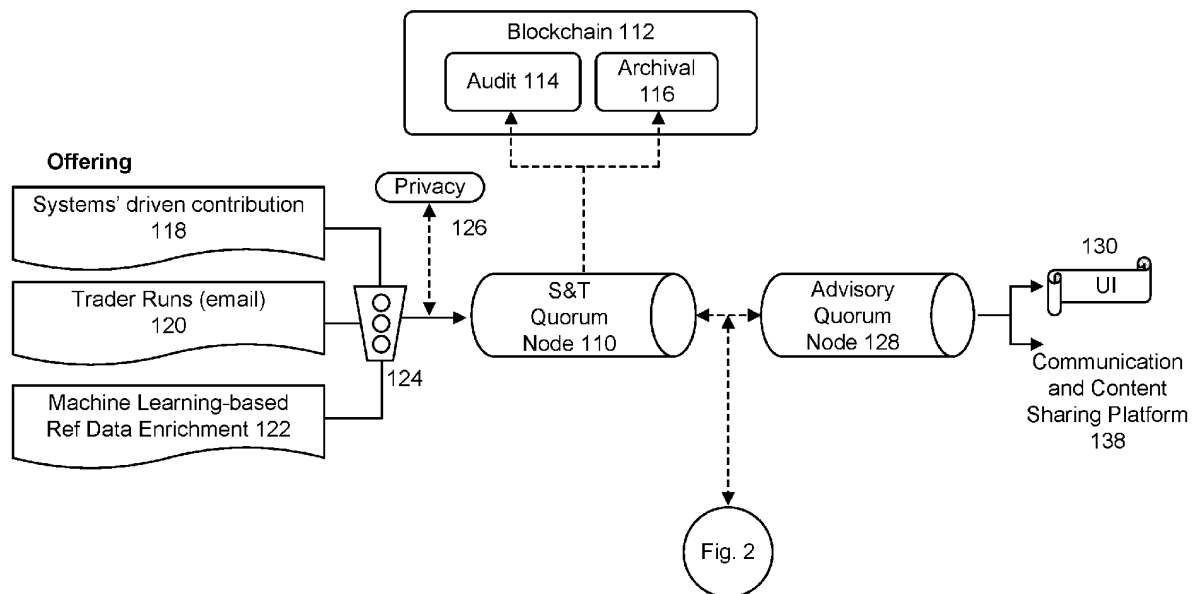 Blockchain 112
Audit 114
Archival
116
Offering
Systems' driven contribution
118
Trader Runs (email)
120
Machine Learning-based
Ref Data Enrichment 122
124
Privacy
126
S&T
Quorum
Node 110
Advisory
Quorum
Node 128
130
UI
Communication
and Content
Sharing Platform
138
Fig. 2